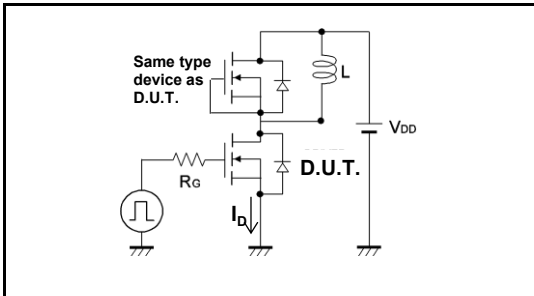 Same type
device as
D.U.T.
L
VDD
D.U.T.
RG
ID